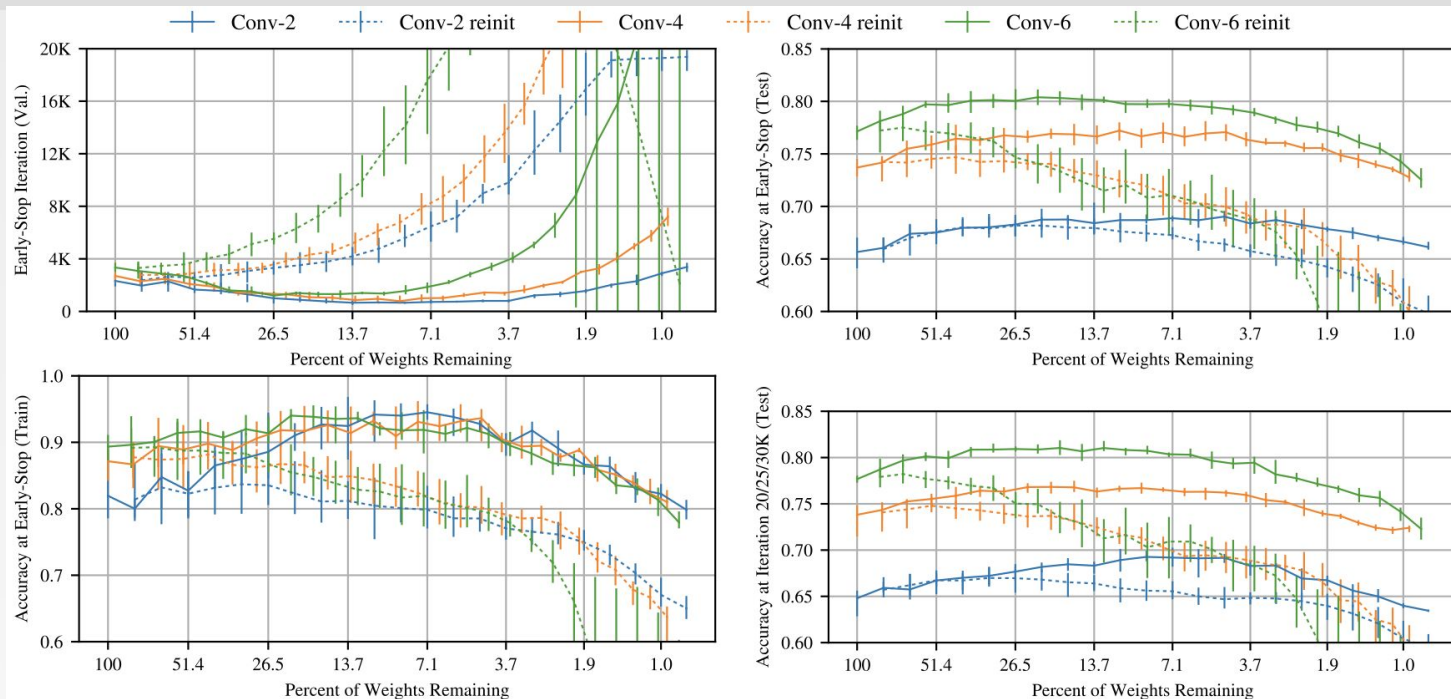 Conv-2 Conv-2 reinit Conv-4 Conv-4 reinit Conv-6 Conv-6 reinit
Early-Stop Iteration (Val.)
20K
16K
12K
8K
4K
0
100 51.4 26.5 13.7 7.1 3.7 1.9 1.0
Percent of Weights Remaining
Accuracy at Early-Stop (Test)
0.85
0.80
0.75
0.70
0.65
0.60
100 51.4 26.5 13.7 7.1 3.7 1.9 1.0
Percent of Weights Remaining
Accuracy at Early-Stop (Train)
1.0
0.9
0.8
0.7
0.6
100 51.4 26.5 13.7 7.1 3.7 1.9 1.0
Percent of Weights Remaining
Accuracy at Iteration 20/25/30K (Test)
0.85
0.80
0.75
0.70
0.65
0.60
100 51.4 26.5 13.7 7.1 3.7 1.9 1.0
Percent of Weights Remaining